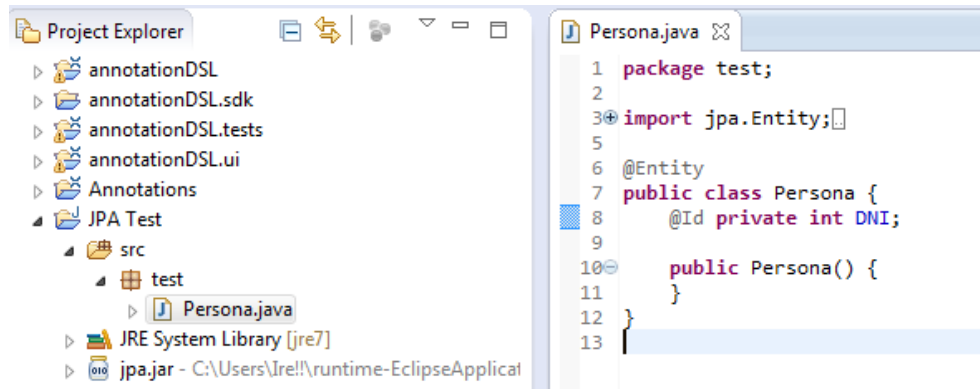 Project Explorer
annotationDSL
annotationDSL.sdk
annotationDSL.tests
annotationDSL.ui
Annotations
JPA Test
src
test
Persona.java
JRE System Library [jre7]
jpa.jar - C:\Users\Ire!!\runtime-EclipseApplicat
Persona.java
1 package test;
2
3 import jpa.Entity;
5
6 @Entity
7 public class Persona {
8 @Id private int DNI;
9
10 public Persona() {
11 }
12 }
13